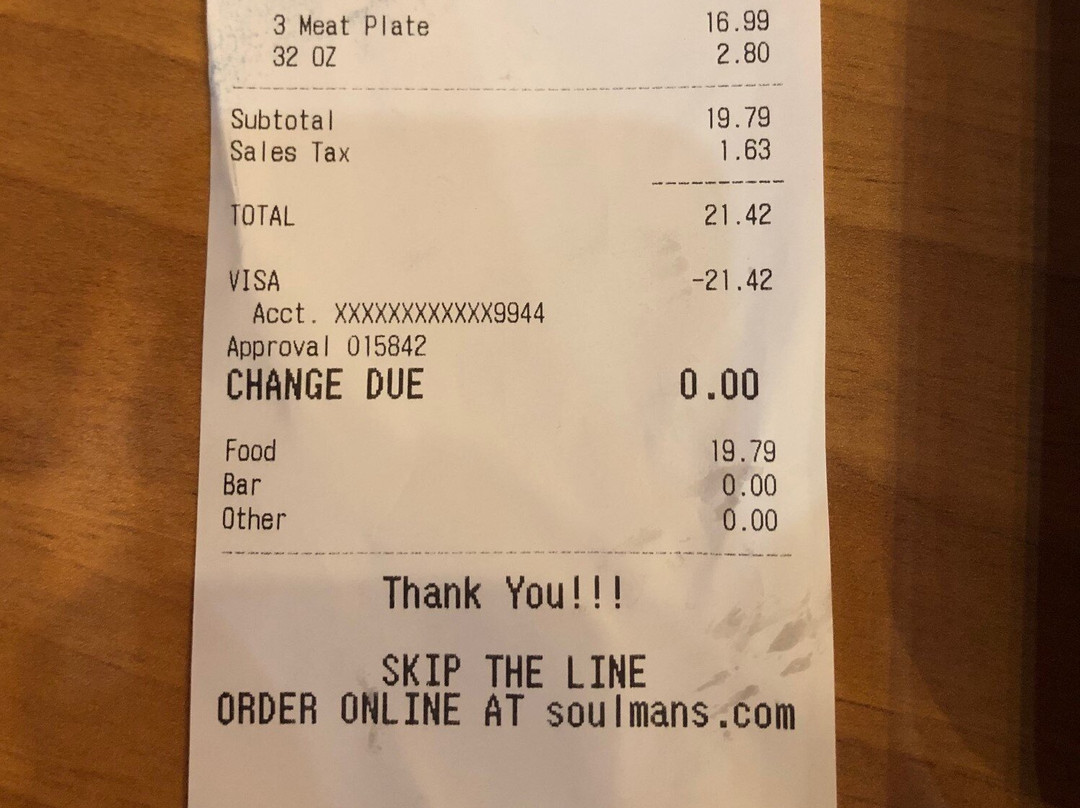 3 Meat Plate 16.99
32 OZ 2.80
Subtotal 19.79
Sales Tax 1.63
TOTAL 21.42
VISA -21.42
Acct. XXXXXXXXXXXX9944
Approval 015842
CHANGE DUE 0.00
Food 19.79
Bar 0.00
Other 0.00
Thank You!!!
SKIP THE LINE
ORDER ONLINE AT soulmans.com